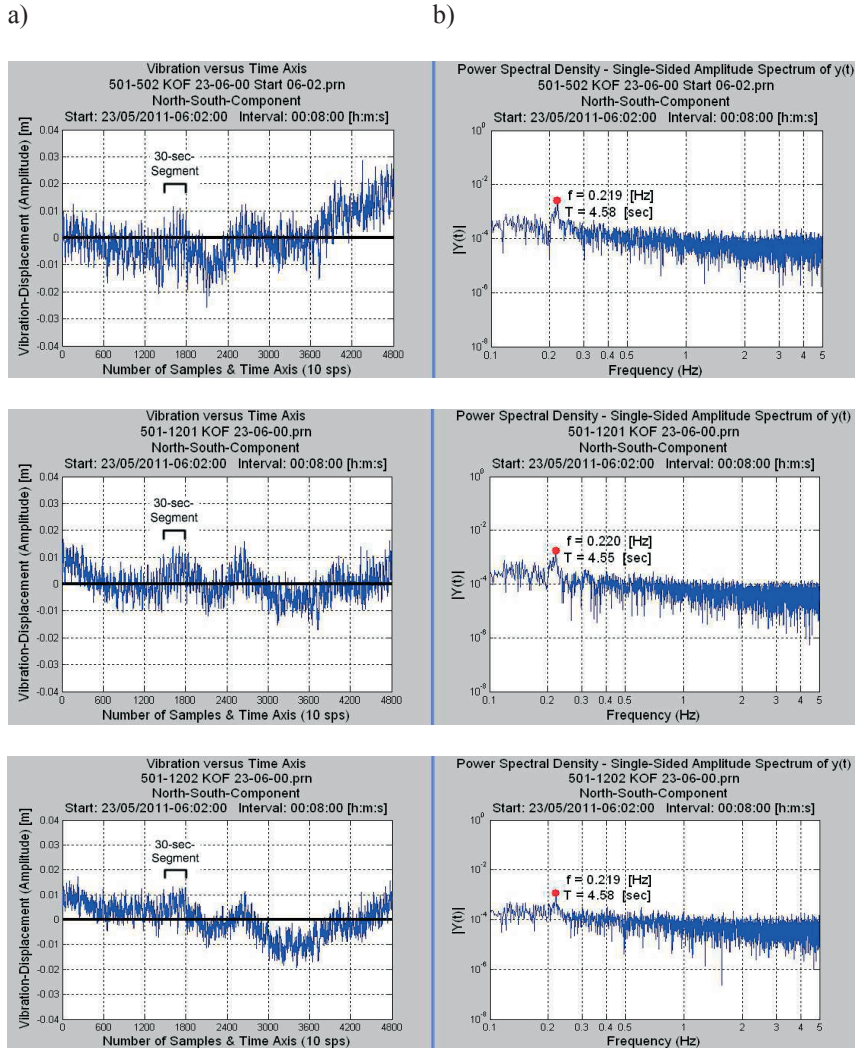 a)
b)
Vibration versus Time Axis
501-502 KOF 23-06-00 Start 06-02.prn
North-South-Component
Start: 23/05/2011-06:02:00 Interval: 00:08:00 [h:m:s]
Vibration-Displacement (Amplitude) [m]
0.04
0.03
0.02
0.01
0
-0.01
-0.02
-0.03
-0.04
30-sec-
Segment
0 600 1200 1800 2400 3000 3600 4200 4800
Number of Samples & Time Axis (10 sps)
Power Spectral Density - Single-Sided Amplitude Spectrum of y(t)
501-502 KOF 23-06-00 Start 06-02.prn
North-South-Component
Start: 23/05/2011-06:02:00 Interval: 00:08:00 [h:m:s]
|Y(t)|
10^0
10^-2
10^-4
10^-6
10^-8
f = 0.219 [Hz]
T = 4.58 [sec]
0.1 0.2 0.3 0.4 0.5 1 2 3 4 5
Frequency (Hz)
Vibration versus Time Axis
501-1201 KOF 23-06-00.prn
North-South-Component
Start: 23/05/2011-06:02:00 Interval: 00:08:00 [h:m:s]
Vibration-Displacement (Amplitude) [m]
0.04
0.03
0.02
0.01
0
-0.01
-0.02
-0.03
-0.04
30-sec-
Segment
0 600 1200 1800 2400 3000 3600 4200 4800
Number of Samples & Time Axis (10 sps)
Power Spectral Density - Single-Sided Amplitude Spectrum of y(t)
501-1201 KOF 23-06-00.prn
North-South-Component
Start: 23/05/2011-06:02:00 Interval: 00:08:00 [h:m:s]
|Y(t)|
10^0
10^-2
10^-4
10^-6
10^-8
f = 0.220 [Hz]
T = 4.55 [sec]
0.1 0.2 0.3 0.4 0.5 1 2 3 4 5
Frequency (Hz)
Vibration versus Time Axis
501-1202 KOF 23-06-00.prn
North-South-Component
Start: 23/05/2011-06:02:00 Interval: 00:08:00 [h:m:s]
Vibration-Displacement (Amplitude) [m]
0.04
0.03
0.02
0.01
0
-0.01
-0.02
-0.03
-0.04
30-sec-
Segment
0 600 1200 1800 2400 3000 3600 4200 4800
Number of Samples & Time Axis (10 sps)
Power Spectral Density - Single-Sided Amplitude Spectrum of y(t)
501-1202 KOF 23-06-00.prn
North-South-Component
Start: 23/05/2011-06:02:00 Interval: 00:08:00 [h:m:s]
|Y(t)|
10^0
10^-2
10^-4
10^-6
10^-8
f = 0.219 [Hz]
T = 4.58 [sec]
0.1 0.2 0.3 0.4 0.5 1 2 3 4 5
Frequency (Hz)